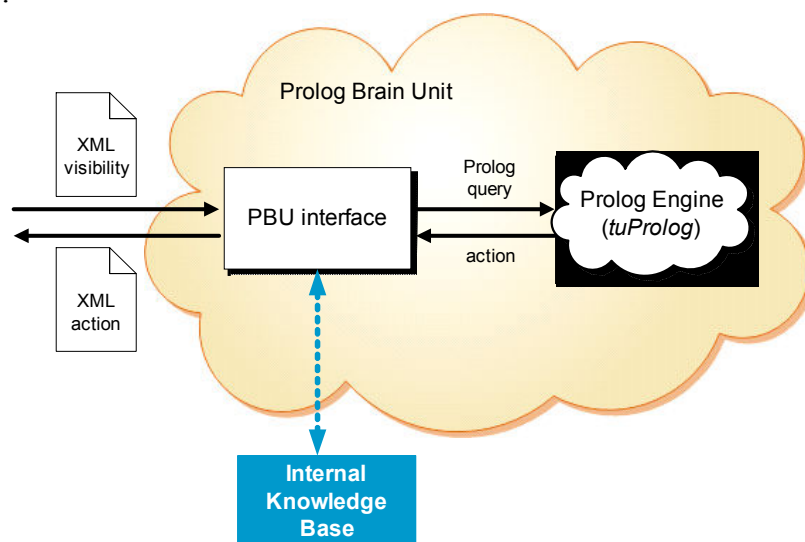 Prolog Brain Unit
XML
visibility
PBU interface
Prolog
query
action
Prolog Engine
(tuProlog)
XML
action
Internal
Knowledge
Base